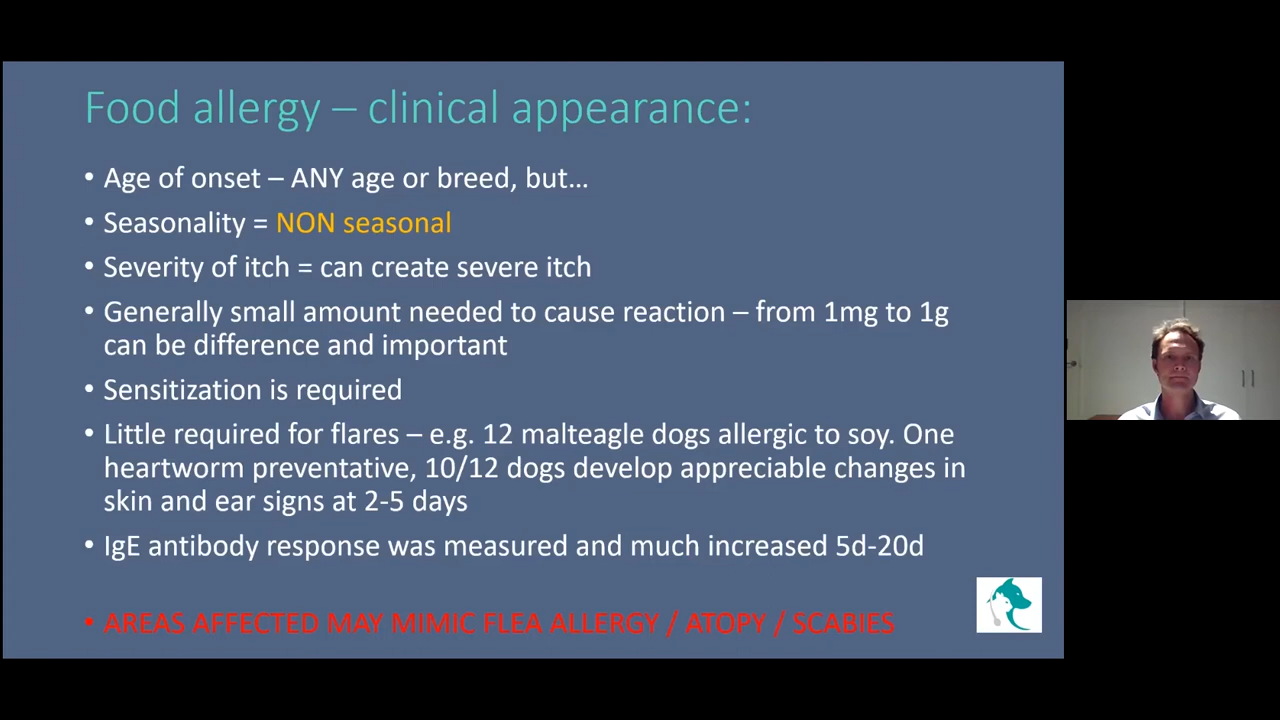 Food allergy – clinical appearance:
• Age of onset – ANY age or breed, but…
• Seasonality = NON seasonal
• Severity of itch = can create severe itch
• Generally small amount needed to cause reaction – from 1mg to 1g
can be difference and important
• Sensitization is required
• Little required for flares – e.g. 12 malteagle dogs allergic to soy. One
heartworm preventative, 10/12 dogs develop appreciable changes in
skin and ear signs at 2-5 days
• IgE antibody response was measured and much increased 5d-20d
• AREAS AFFECTED MAY MIMIC FLEA ALLERGY / ATOPY / SCABIES